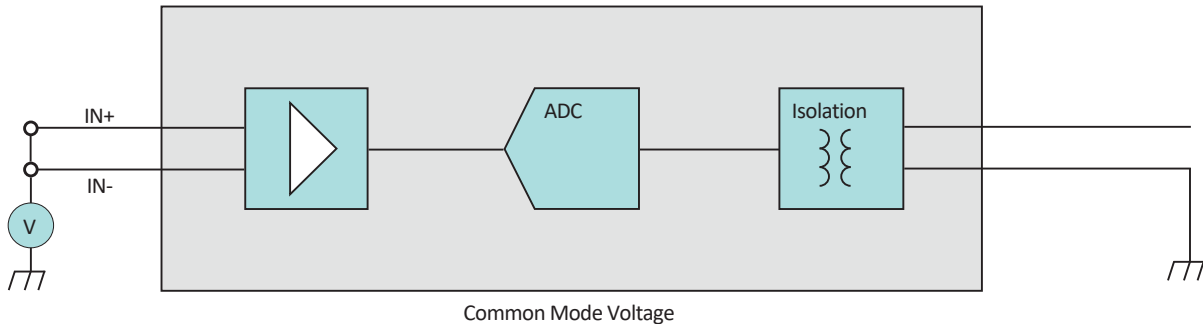 IN+
ADC
Isolation
IN-
V
Common Mode Voltage